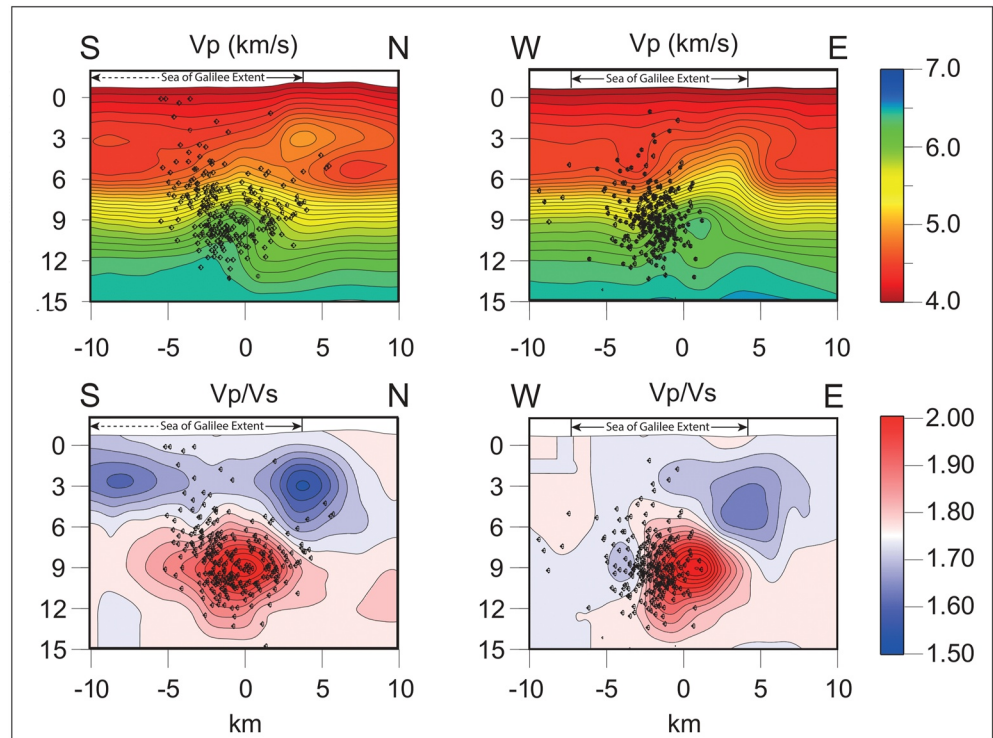 S Vp (km/s) N
Sea of Galilee Extent
0
3
6
9
12
15
-10 -5 0 5 10
W Vp (km/s) E
Sea of Galilee Extent
0
3
6
9
12
15
-10 -5 0 5 10
7.0
6.0
5.0
4.0
S Vp/Vs N
Sea of Galilee Extent
0
3
6
9
12
15
-10 -5 0 5 10
km
W Vp/Vs E
Sea of Galilee Extent
0
3
6
9
12
15
-10 -5 0 5 10
km
2.00
1.90
1.80
1.70
1.60
1.50